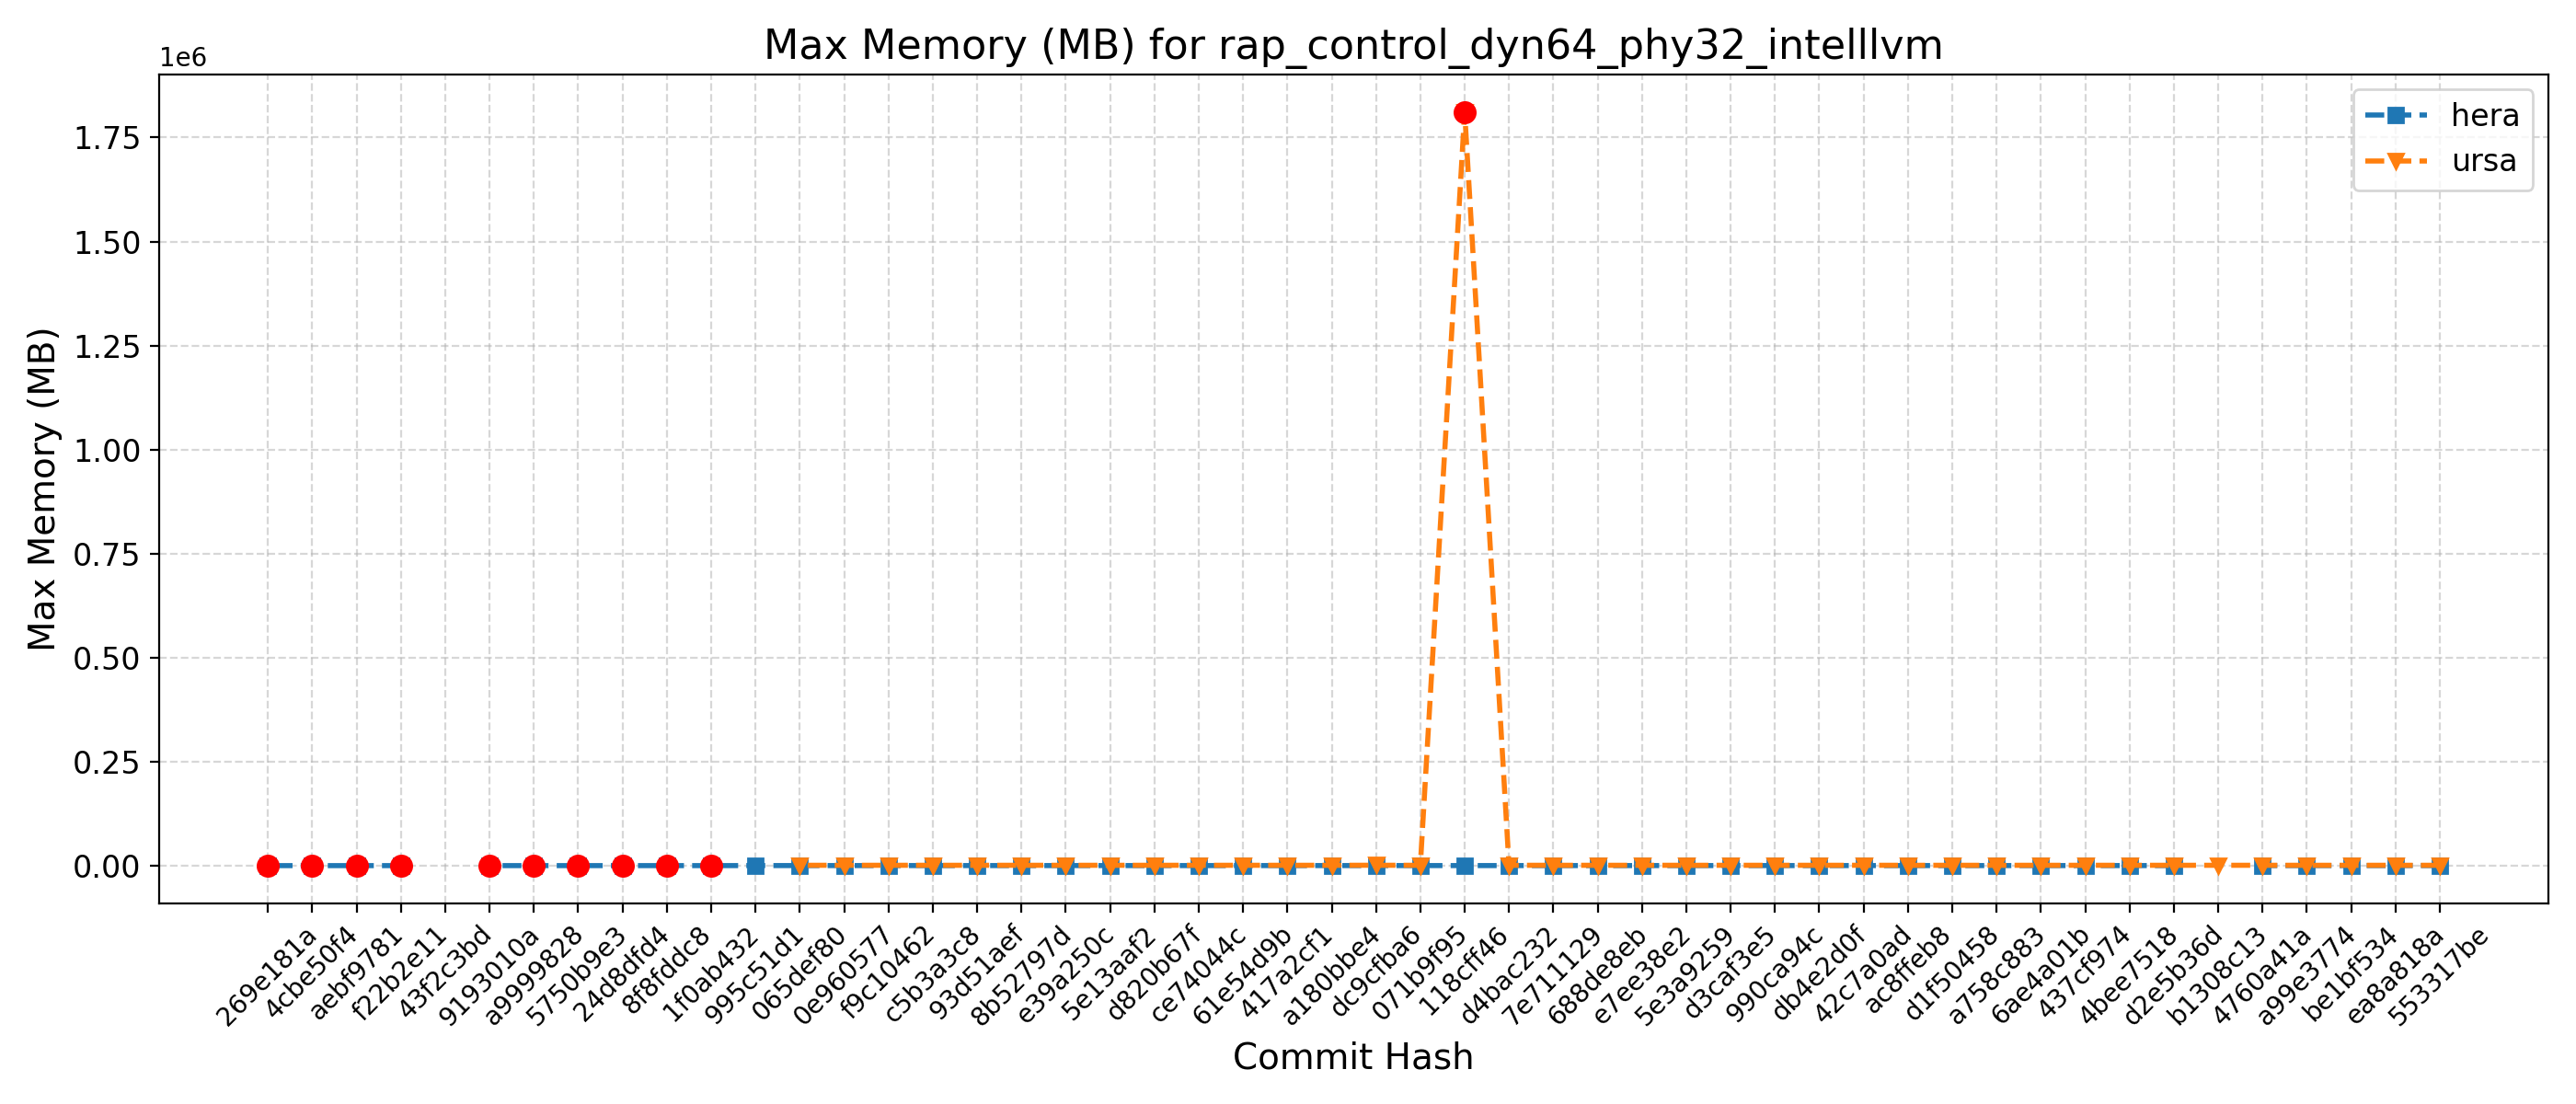 Max Memory (MB) for rap_control_dyn64_phy32_intelllvm
1e6
hera
ursa
Max Memory (MB)
1.75
1.50
1.25
1.00
0.75
0.50
0.25
0.00
269e181a
4cbe50f4
aebf9781
f22b2e11
43f2c3bd
9193010a
a9999828
5750b9e3
24d8dfd4
8f8fddc8
1f0ab432
995c51d1
065def80
0e960577
f9c10462
c5b3a3c8
93d51aef
8b52797d
e39a250c
5e13aaf2
d820b67f
ce74044c
61e54d9b
417a2cf1
a180bbe4
dc9cfba6
071b9f95
118cff46
d4bac232
7e711129
688de8eb
e7ee38e2
5e3a9259
d3caf3e5
990ca94c
db4e2d0f
42c7a0ad
ac8ffeb8
d1f50458
a758c883
6ae4a01b
437cf974
4bee7518
d2e5b36d
b1308c13
4760a41a
a99e3774
be1bf534
ea8a818a
553317be
Commit Hash